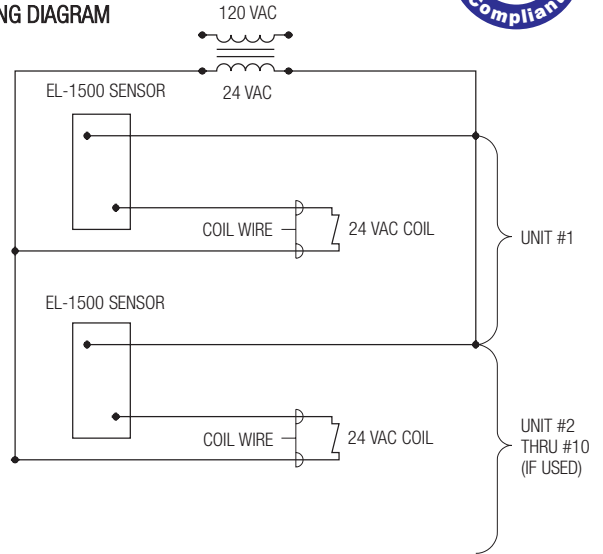 NG DIAGRAM
Compliant
120 VAC
24 VAC
EL-1500 SENSOR
COIL WIRE
24 VAC COIL
UNIT #1
EL-1500 SENSOR
COIL WIRE
24 VAC COIL
UNIT #2
THRU #10
(IF USED)